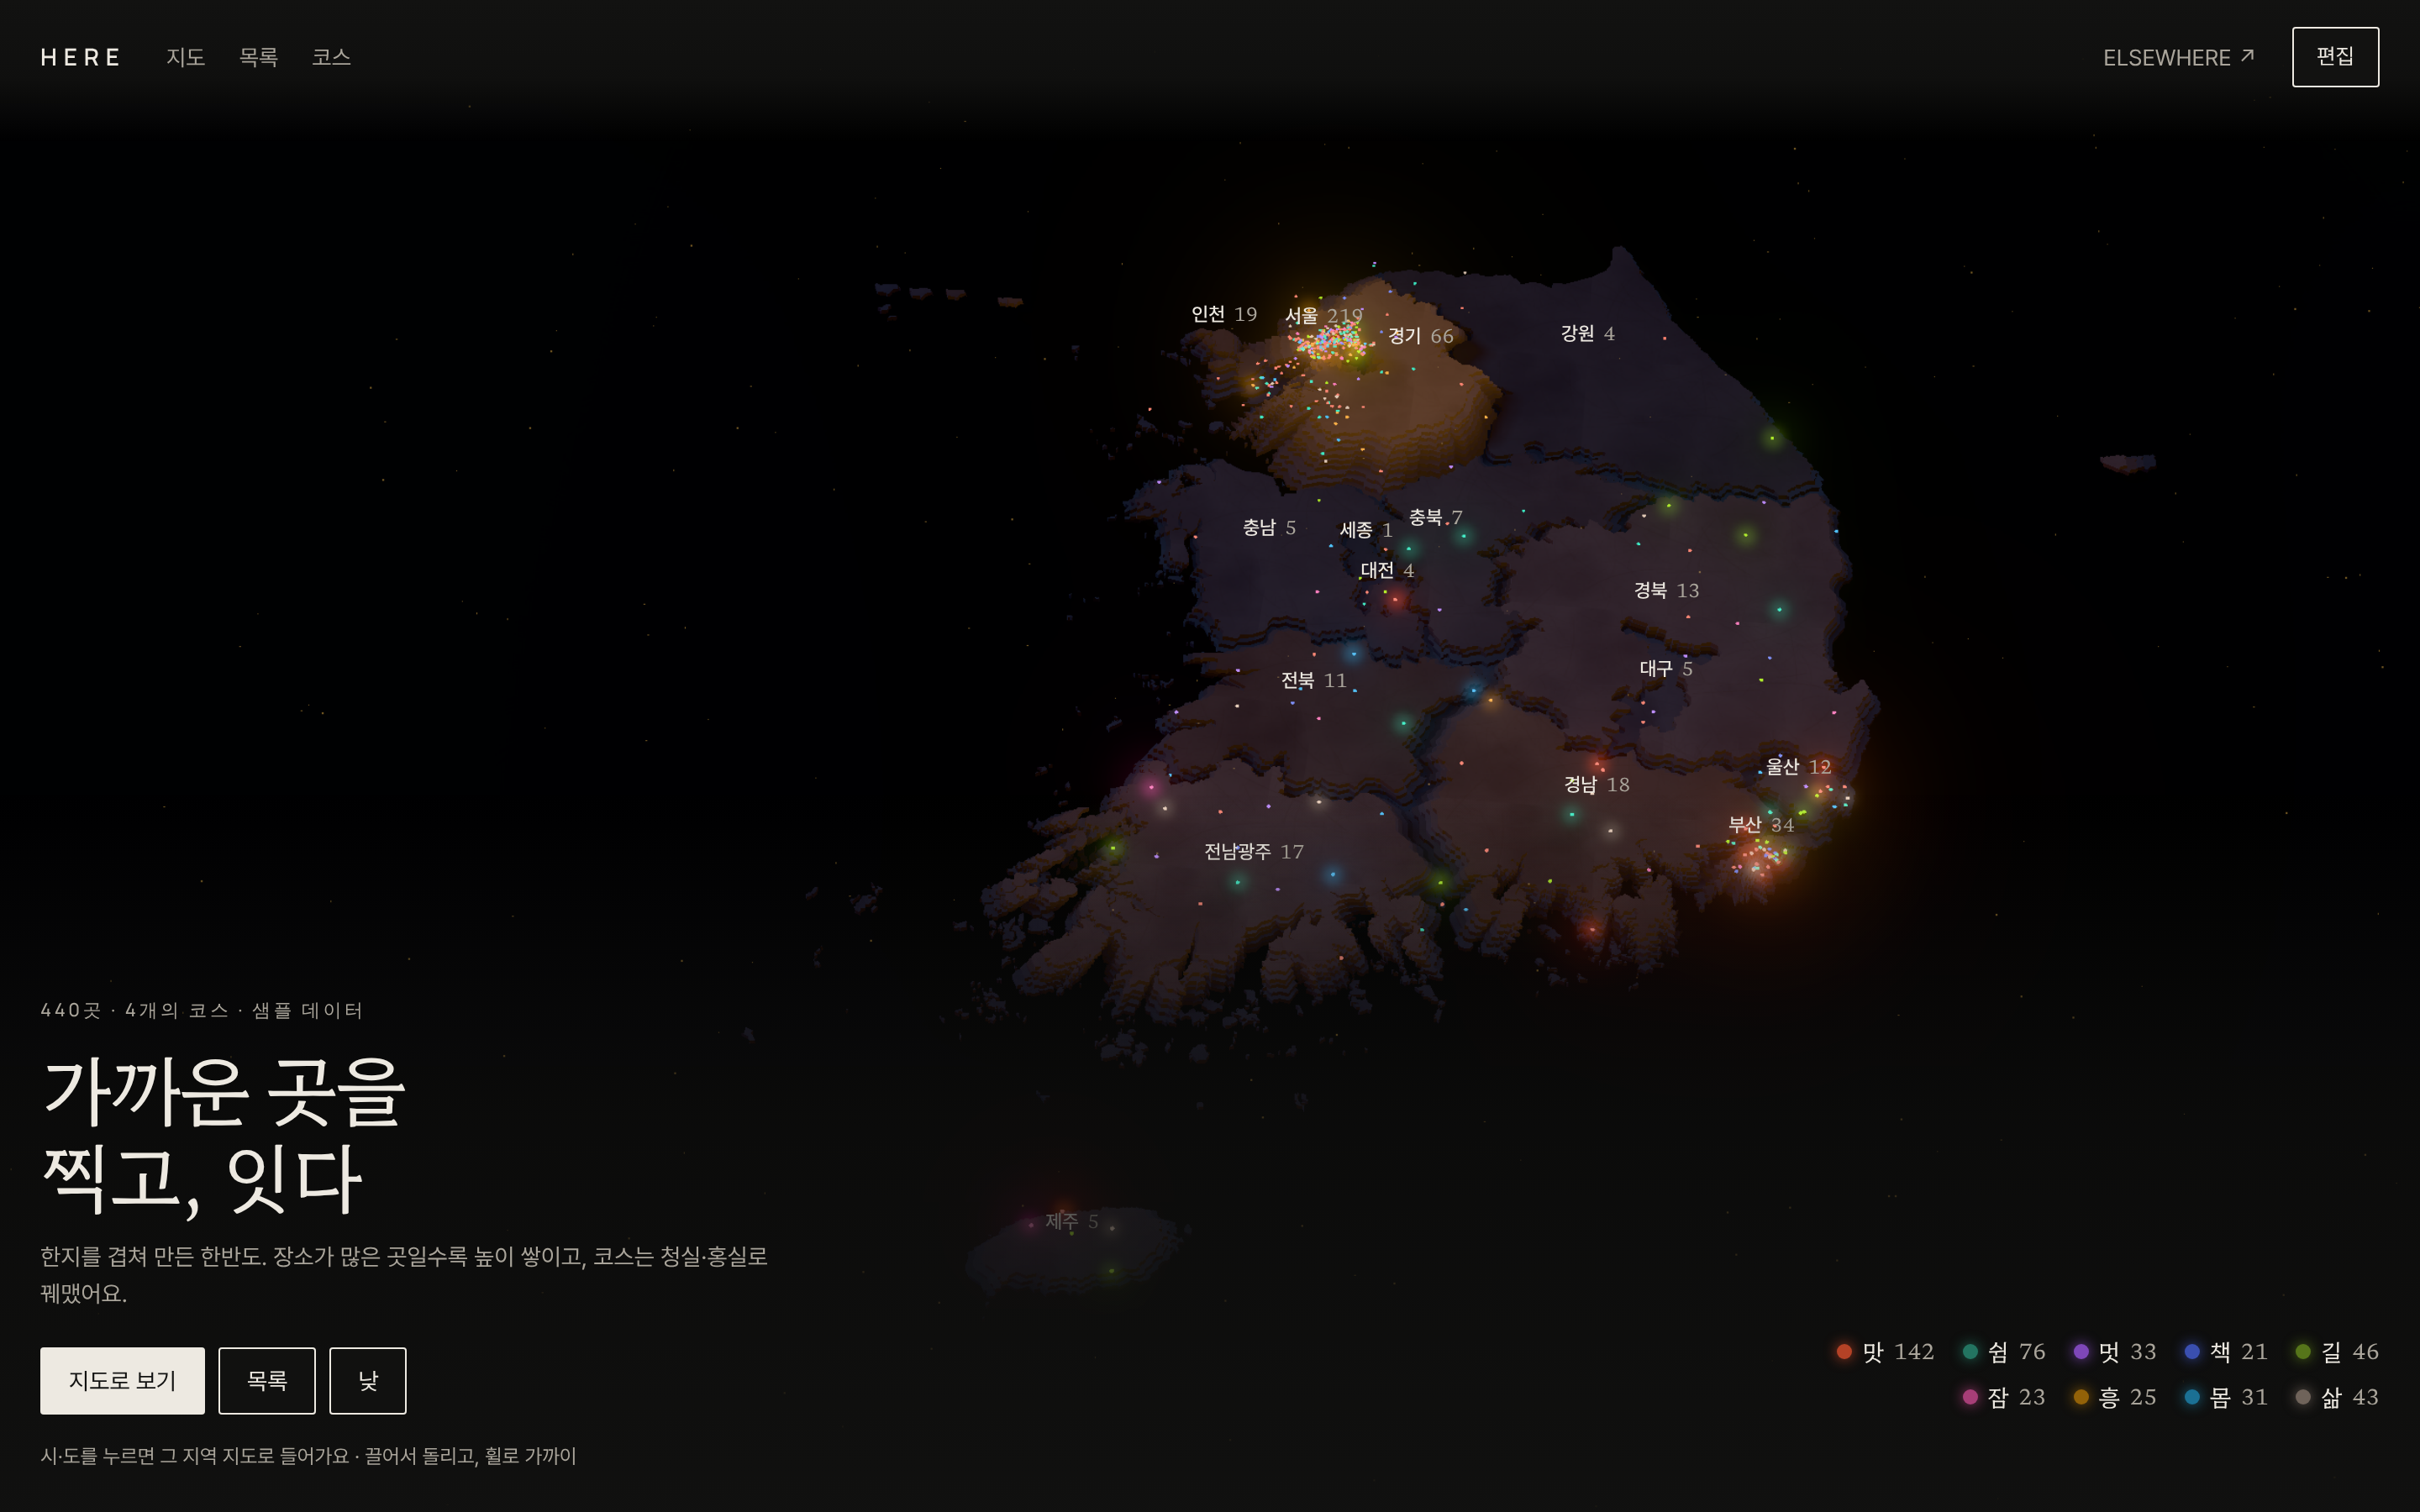 HERE 지도 목록 코스 ELSEWHERE ↗ 편집
인천 19
서울 219
경기 66
강원 4
충남 5
세종 1
충북 7
대전 4
경북 13
대구 5
전북 11
울산 12
경남 18
부산 34
전남광주 17
제주 5
440곳 · 4개의 코스 · 샘플 데이터
가까운 곳을
찍고, 잇다
한지를 겹쳐 만든 한반도. 장소가 많은 곳일수록 높이 쌓이고, 코스는 청실·홍실로
꿰맸어요.
지도로 보기 목록 낮
시·도를 누르면 그 지역 지도로 들어가요 · 끌어서 돌리고, 휠로 가까이
맛 142 쉼 76 멋 33 책 21 길 46
잠 23 흥 25 몸 31 삶 43